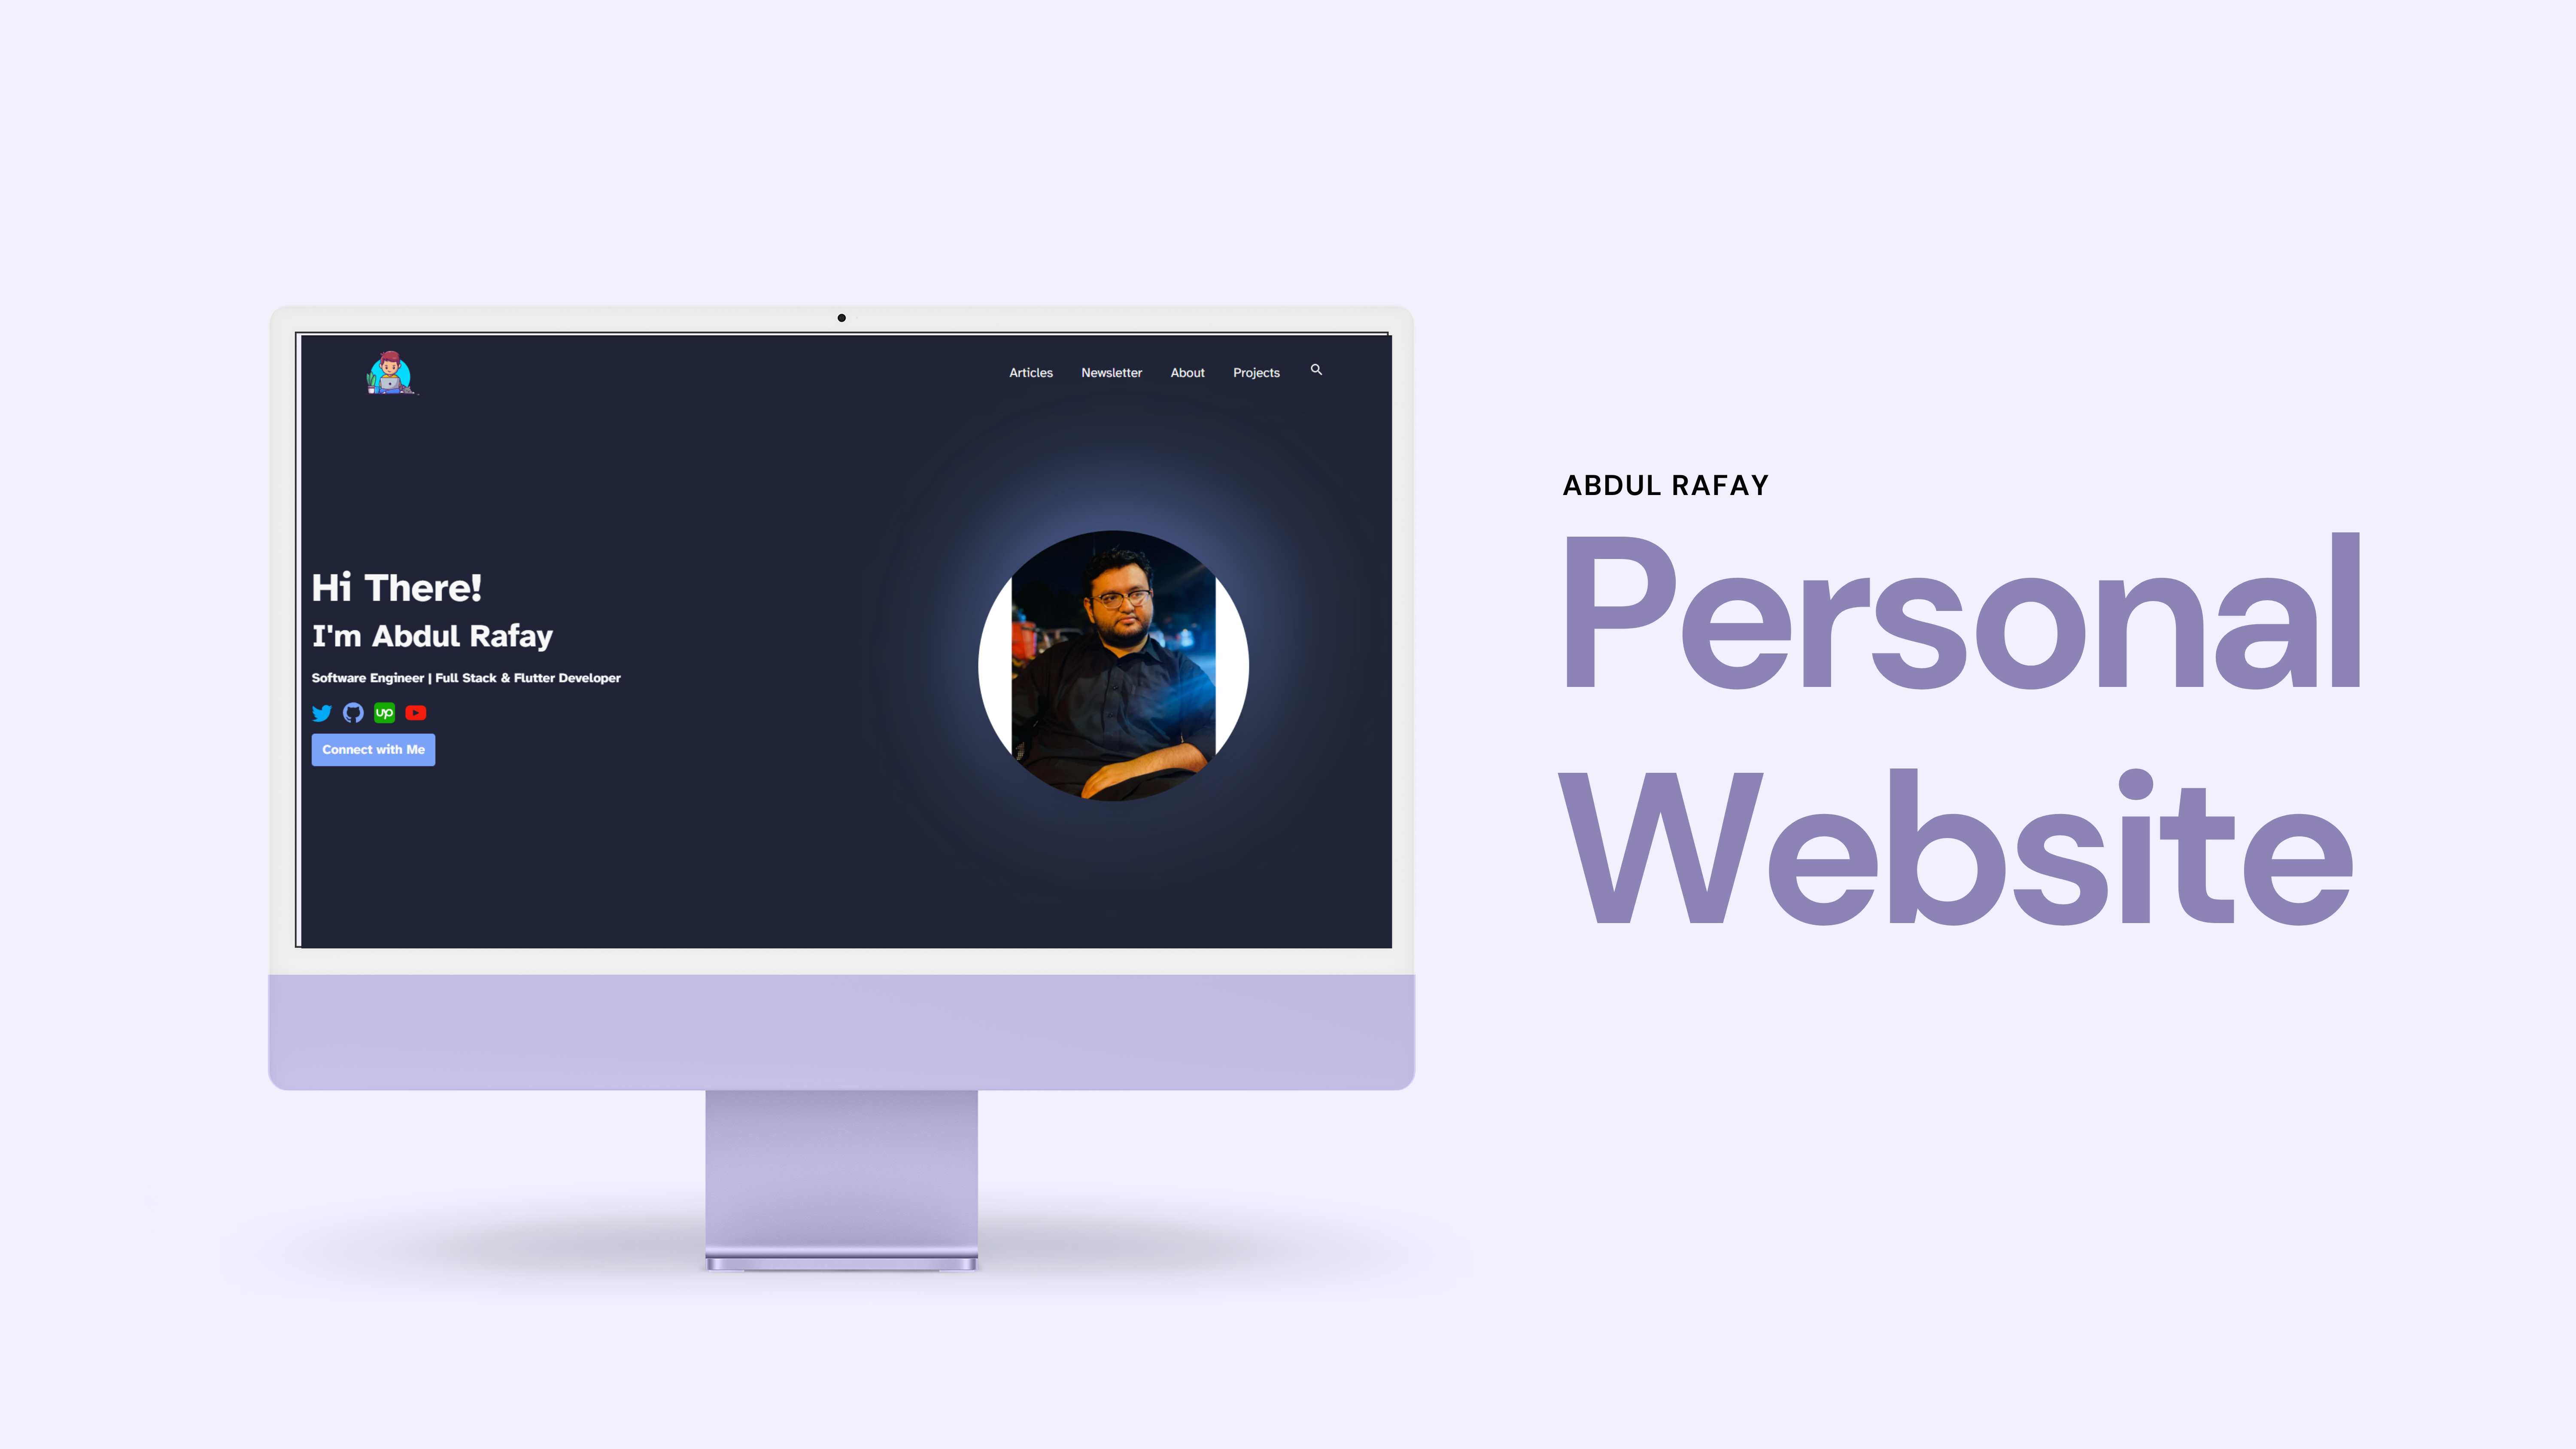 Articles Newsletter About Projects
Hi There!
I'm Abdul Rafay
Software Engineer | Full Stack & Flutter Developer
up
Connect with Me
ABDUL RAFAY
Personal
Website